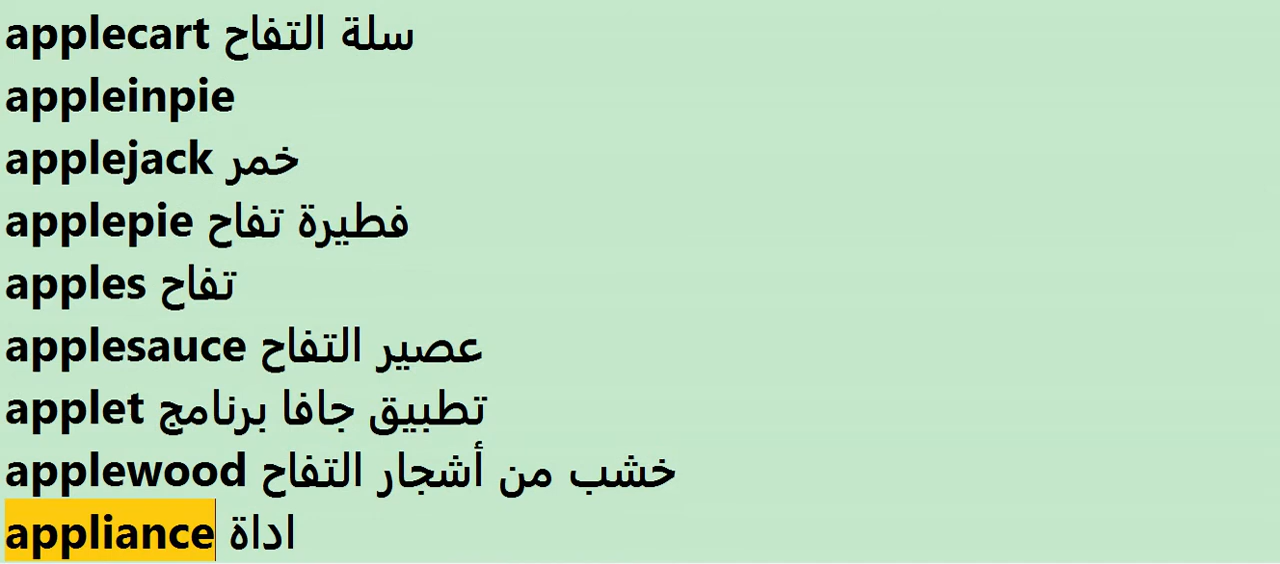 applecart سلة التفاح
appleinpie
applejack خمر
applepie فطيرة تفاح
apples تفاح
applesauce عصير التفاح
applet تطبيق جافا برنامج
applewood خشب من أشجار التفاح
appliance اداة